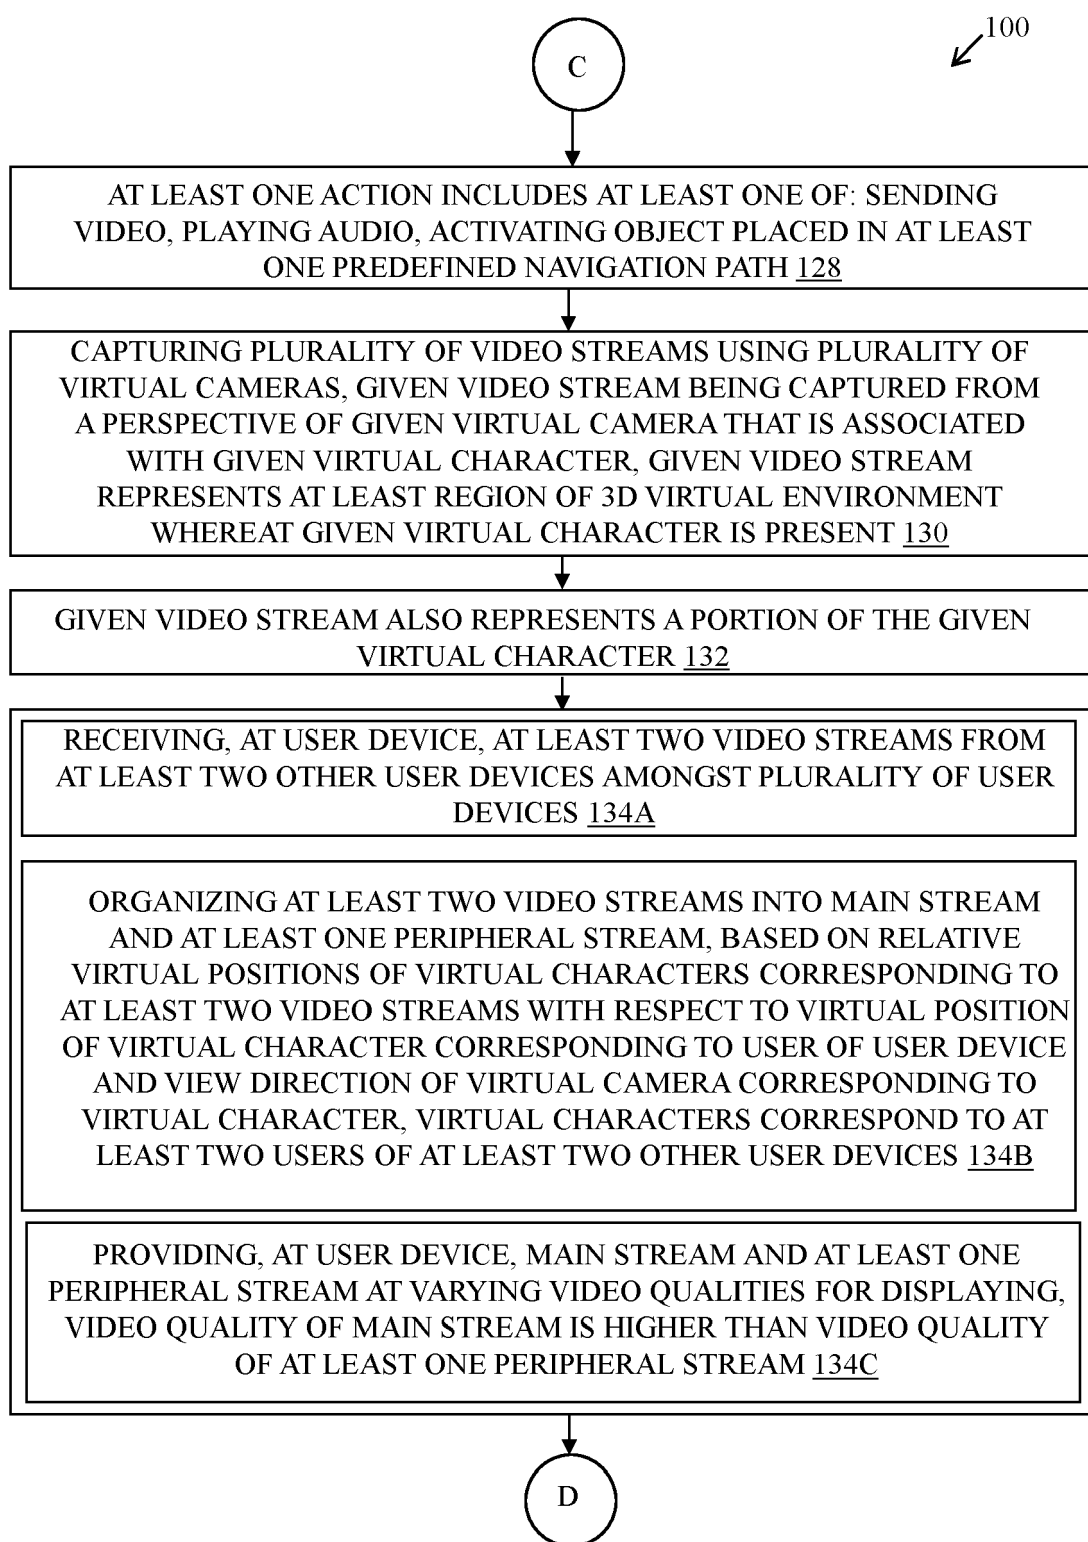 100
C
AT LEAST ONE ACTION INCLUDES AT LEAST ONE OF: SENDING
VIDEO, PLAYING AUDIO, ACTIVATING OBJECT PLACED IN AT LEAST
ONE PREDEFINED NAVIGATION PATH 128
CAPTURING PLURALITY OF VIDEO STREAMS USING PLURALITY OF
VIRTUAL CAMERAS, GIVEN VIDEO STREAM BEING CAPTURED FROM
A PERSPECTIVE OF GIVEN VIRTUAL CAMERA THAT IS ASSOCIATED
WITH GIVEN VIRTUAL CHARACTER, GIVEN VIDEO STREAM
REPRESENTS AT LEAST REGION OF 3D VIRTUAL ENVIRONMENT
WHEREAT GIVEN VIRTUAL CHARACTER IS PRESENT 130
GIVEN VIDEO STREAM ALSO REPRESENTS A PORTION OF THE GIVEN
VIRTUAL CHARACTER 132
RECEIVING, AT USER DEVICE, AT LEAST TWO VIDEO STREAMS FROM
AT LEAST TWO OTHER USER DEVICES AMONGST PLURALITY OF USER
DEVICES 134A
ORGANIZING AT LEAST TWO VIDEO STREAMS INTO MAIN STREAM
AND AT LEAST ONE PERIPHERAL STREAM, BASED ON RELATIVE
VIRTUAL POSITIONS OF VIRTUAL CHARACTERS CORRESPONDING TO
AT LEAST TWO VIDEO STREAMS WITH RESPECT TO VIRTUAL POSITION
OF VIRTUAL CHARACTER CORRESPONDING TO USER OF USER DEVICE
AND VIEW DIRECTION OF VIRTUAL CAMERA CORRESPONDING TO
VIRTUAL CHARACTER, VIRTUAL CHARACTERS CORRESPOND TO AT
LEAST TWO USERS OF AT LEAST TWO OTHER USER DEVICES 134B
PROVIDING, AT USER DEVICE, MAIN STREAM AND AT LEAST ONE
PERIPHERAL STREAM AT VARYING VIDEO QUALITIES FOR DISPLAYING,
VIDEO QUALITY OF MAIN STREAM IS HIGHER THAN VIDEO QUALITY
OF AT LEAST ONE PERIPHERAL STREAM 134C
D